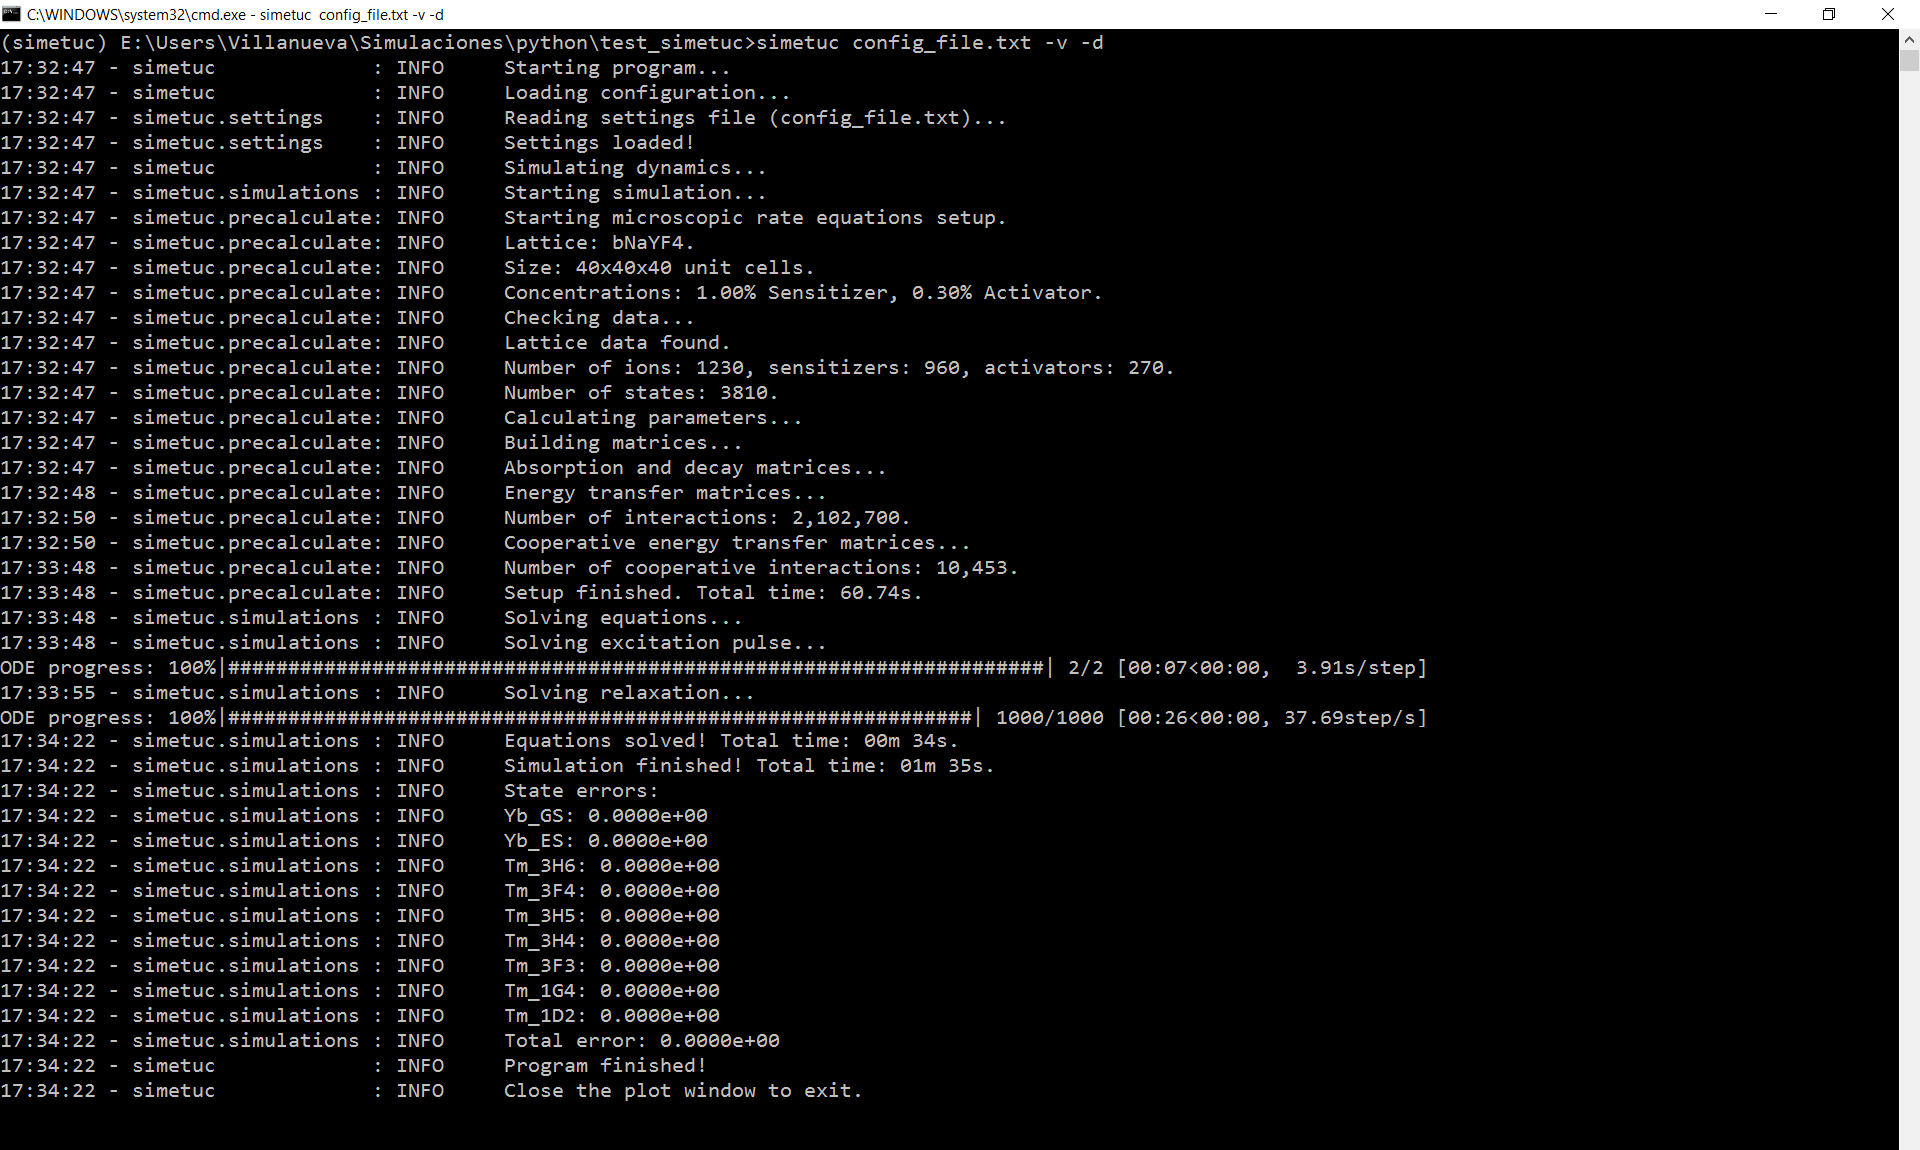 C:\WINDOWS\system32\cmd.exe - simetuc  config_file.txt -v -d
(simetuc) E:\Users\Villanueva\Simulaciones\python\test_simetuc>simetuc config_file.txt -v -d
17:32:47 - simetuc             : INFO     Starting program...
17:32:47 - simetuc             : INFO     Loading configuration...
17:32:47 - simetuc.settings    : INFO     Reading settings file (config_file.txt)...
17:32:47 - simetuc.settings    : INFO     Settings loaded!
17:32:47 - simetuc             : INFO     Simulating dynamics...
17:32:47 - simetuc.simulations : INFO     Starting simulation...
17:32:47 - simetuc.precalculate: INFO     Starting microscopic rate equations setup.
17:32:47 - simetuc.precalculate: INFO     Lattice: bNaYF4.
17:32:47 - simetuc.precalculate: INFO     Size: 40x40x40 unit cells.
17:32:47 - simetuc.precalculate: INFO     Concentrations: 1.00% Sensitizer, 0.30% Activator.
17:32:47 - simetuc.precalculate: INFO     Checking data...
17:32:47 - simetuc.precalculate: INFO     Lattice data found.
17:32:47 - simetuc.precalculate: INFO     Number of ions: 1230, sensitizers: 960, activators: 270.
17:32:47 - simetuc.precalculate: INFO     Number of states: 3810.
17:32:47 - simetuc.precalculate: INFO     Calculating parameters...
17:32:47 - simetuc.precalculate: INFO     Building matrices...
17:32:47 - simetuc.precalculate: INFO     Absorption and decay matrices...
17:32:48 - simetuc.precalculate: INFO     Energy transfer matrices...
17:32:50 - simetuc.precalculate: INFO     Number of interactions: 2,102,700.
17:32:50 - simetuc.precalculate: INFO     Cooperative energy transfer matrices...
17:33:48 - simetuc.precalculate: INFO     Number of cooperative interactions: 10,453.
17:33:48 - simetuc.precalculate: INFO     Setup finished. Total time: 60.74s.
17:33:48 - simetuc.simulations : INFO     Solving equations...
17:33:48 - simetuc.simulations : INFO     Solving excitation pulse...
ODE progress: 100%|####################################################################| 2/2 [00:07<00:00,  3.91s/step]
17:33:55 - simetuc.simulations : INFO     Solving relaxation...
ODE progress: 100%|##############################################################| 1000/1000 [00:26<00:00, 37.69step/s]
17:34:22 - simetuc.simulations : INFO     Equations solved! Total time: 00m 34s.
17:34:22 - simetuc.simulations : INFO     Simulation finished! Total time: 01m 35s.
17:34:22 - simetuc.simulations : INFO     State errors:
17:34:22 - simetuc.simulations : INFO     Yb_GS: 0.0000e+00
17:34:22 - simetuc.simulations : INFO     Yb_ES: 0.0000e+00
17:34:22 - simetuc.simulations : INFO     Tm_3H6: 0.0000e+00
17:34:22 - simetuc.simulations : INFO     Tm_3F4: 0.0000e+00
17:34:22 - simetuc.simulations : INFO     Tm_3H5: 0.0000e+00
17:34:22 - simetuc.simulations : INFO     Tm_3H4: 0.0000e+00
17:34:22 - simetuc.simulations : INFO     Tm_3F3: 0.0000e+00
17:34:22 - simetuc.simulations : INFO     Tm_1G4: 0.0000e+00
17:34:22 - simetuc.simulations : INFO     Tm_1D2: 0.0000e+00
17:34:22 - simetuc.simulations : INFO     Total error: 0.0000e+00
17:34:22 - simetuc             : INFO     Program finished!
17:34:22 - simetuc             : INFO     Close the plot window to exit.